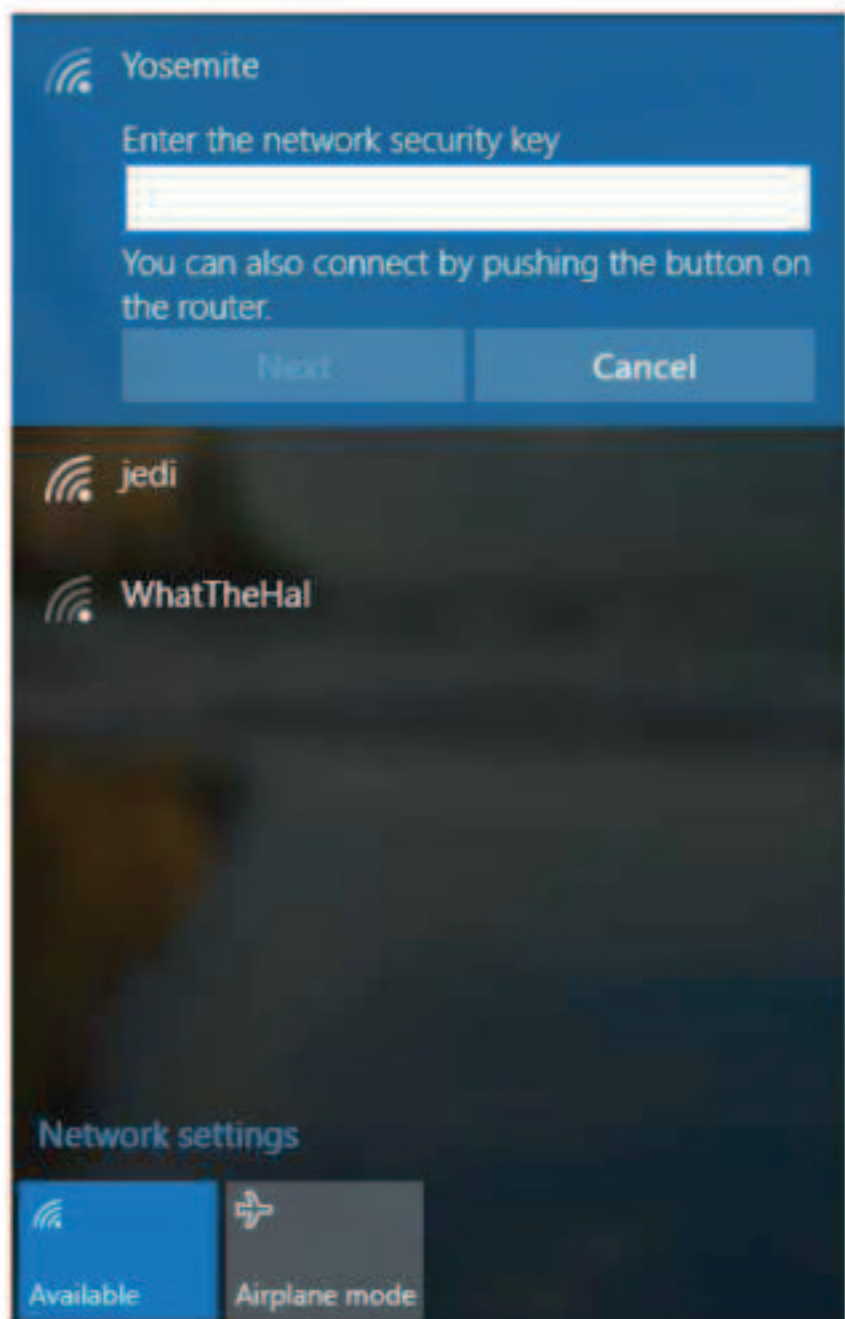 Yosemite
Enter the network security key
You can also connect by pushing the button on
the router.
Next
Cancel
jedi
WhatTheHal
Network settings
Available
Airplane mode